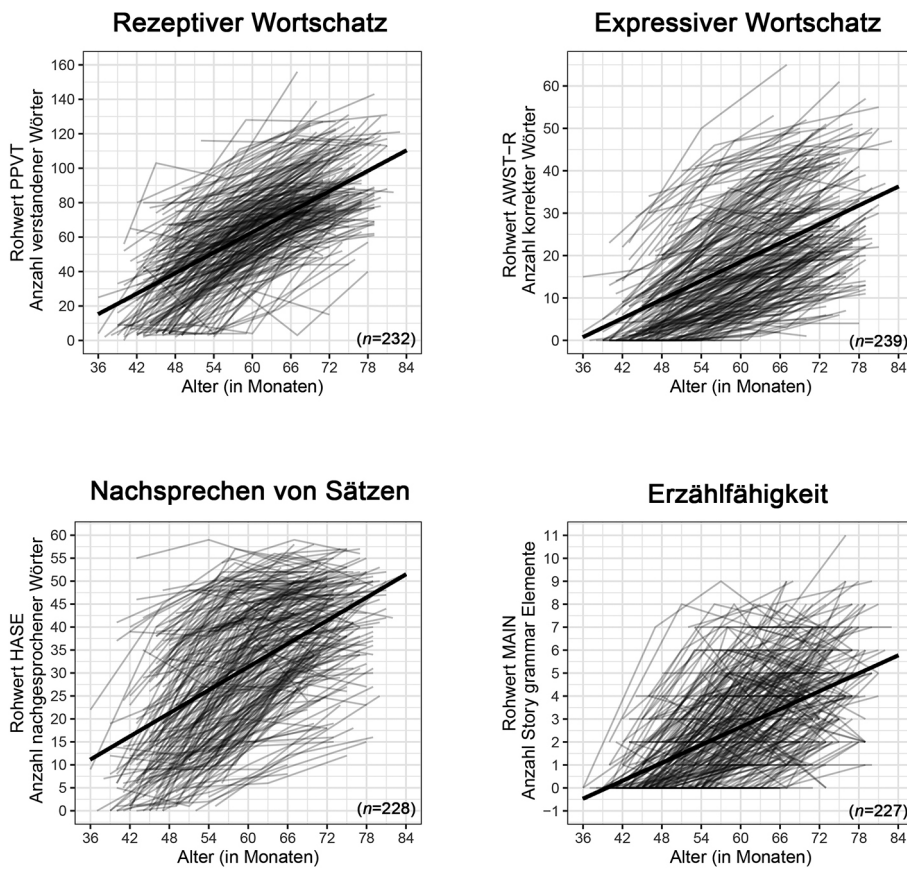 Rezeptiver Wortschatz
Rohwert PPVT
Anzahl verstandener Wörter
160
140
120
100
80
60
40
20
0
(n=232)
36 42 48 54 60 66 72 78 84
Alter (in Monaten)
Expressiver Wortschatz
Rohwert AWST-R
Anzahl korrekter Wörter
60
50
40
30
20
10
0
(n=239)
36 42 48 54 60 66 72 78 84
Alter (in Monaten)
Nachsprechen von Sätzen
Rohwert HASE
Anzahl nachgesprochener Wörter
60
55
50
45
40
35
30
25
20
15
10
5
0
(n=228)
36 42 48 54 60 66 72 78 84
Alter (in Monaten)
Erzählfähigkeit
Rohwert MAIN
Anzahl Story grammar Elemente
11
10
9
8
7
6
5
4
3
2
1
0
−1
(n=227)
36 42 48 54 60 66 72 78 84
Alter (in Monaten)